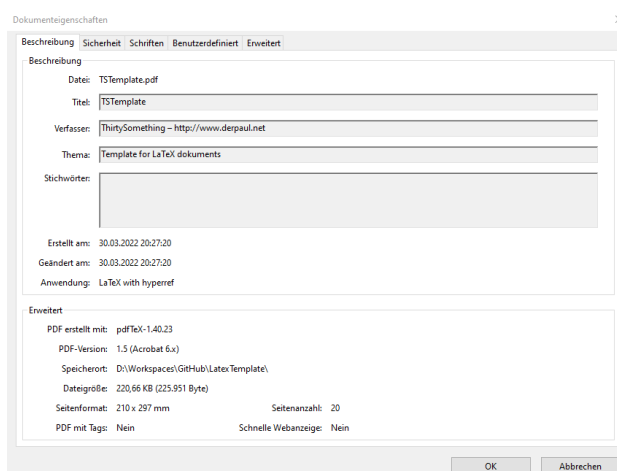 Dokumenteigenschaften
Beschreibung Sicherheit Schriften Benutzerdefiniert Erweitert
Beschreibung
Datei: TSTemplate.pdf
Titel: TSTemplate
Verfasser: ThirtySomething – http://www.derpaul.net
Thema: Template for LaTeX dokuments
Stichwörter:
Erstellt am: 30.03.2022 20:27:20
Geändert am: 30.03.2022 20:27:20
Anwendung: LaTeX with hyperref
Erweitert
PDF erstellt mit: pdfTeX-1.40.23
PDF-Version: 1.5 (Acrobat 6.x)
Speicherort: D:\Workspaces\GitHub\LatexTemplate\
Dateigröße: 220,66 KB (225.951 Byte)
Seitenformat: 210 x 297 mm Seitenanzahl: 20
PDF mit Tags: Nein Schnelle Webanzeige: Nein
OK Abbrechen